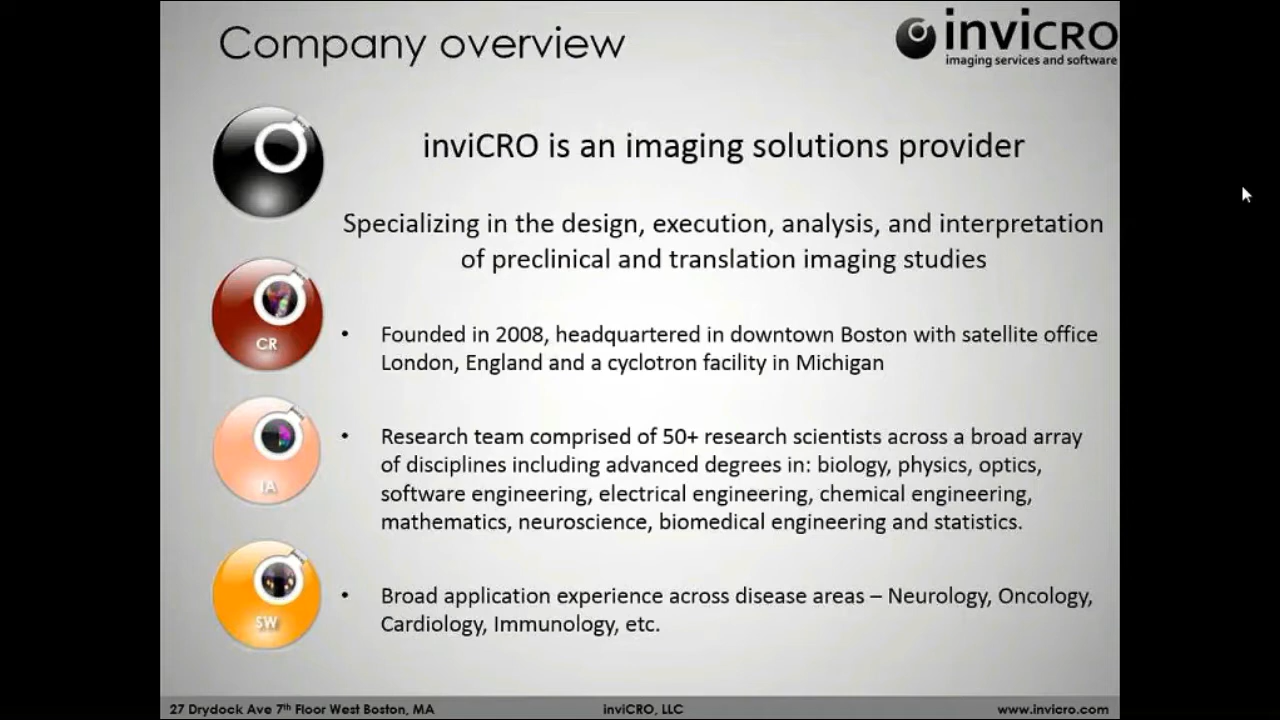 Company overview
invicro
imaging services and software
inviCRO is an imaging solutions provider
Specializing in the design, execution, analysis, and interpretation
of preclinical and translation imaging studies
CR
• Founded in 2008, headquartered in downtown Boston with satellite office
London, England and a cyclotron facility in Michigan
IA
• Research team comprised of 50+ research scientists across a broad array
of disciplines including advanced degrees in: biology, physics, optics,
software engineering, electrical engineering, chemical engineering,
mathematics, neuroscience, biomedical engineering and statistics.
SW
• Broad application experience across disease areas – Neurology, Oncology,
Cardiology, Immunology, etc.
27 Drydock Ave 7th Floor West Boston, MA
inviCRO, LLC
www.invicro.com